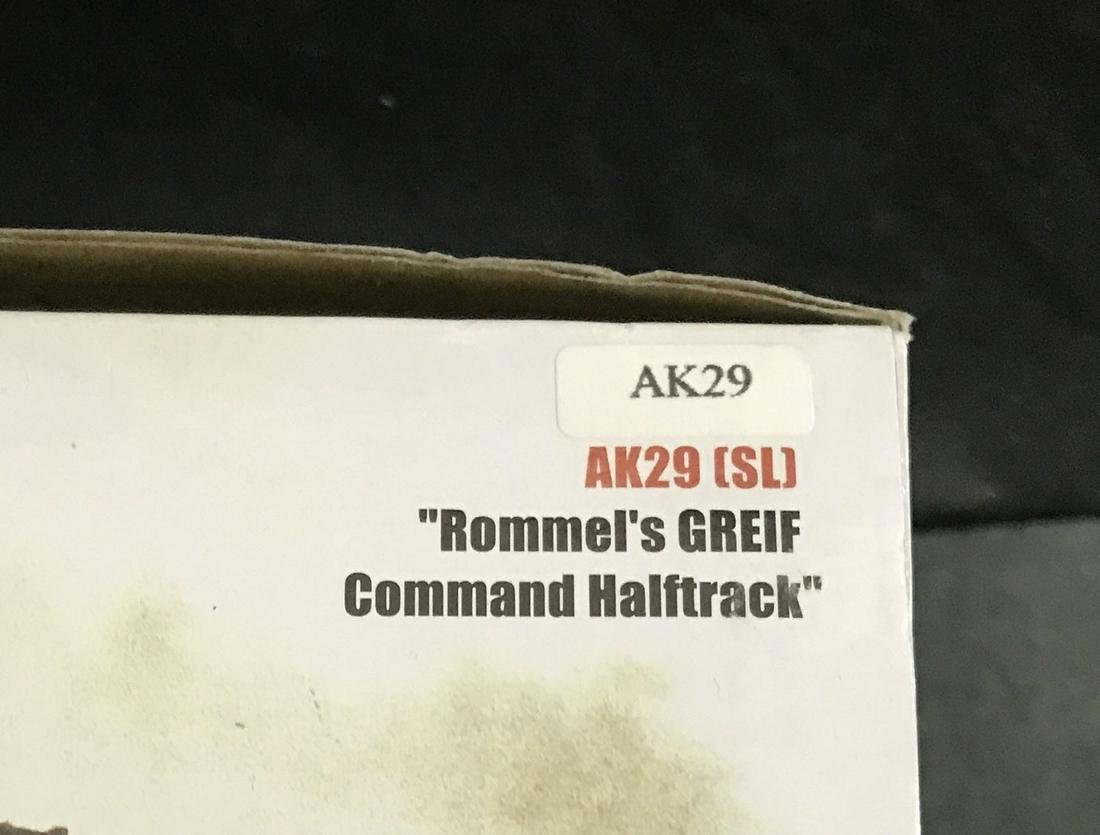 AK29
AK29 (SL)
"Rommel's GREIF
Command Halftrack"